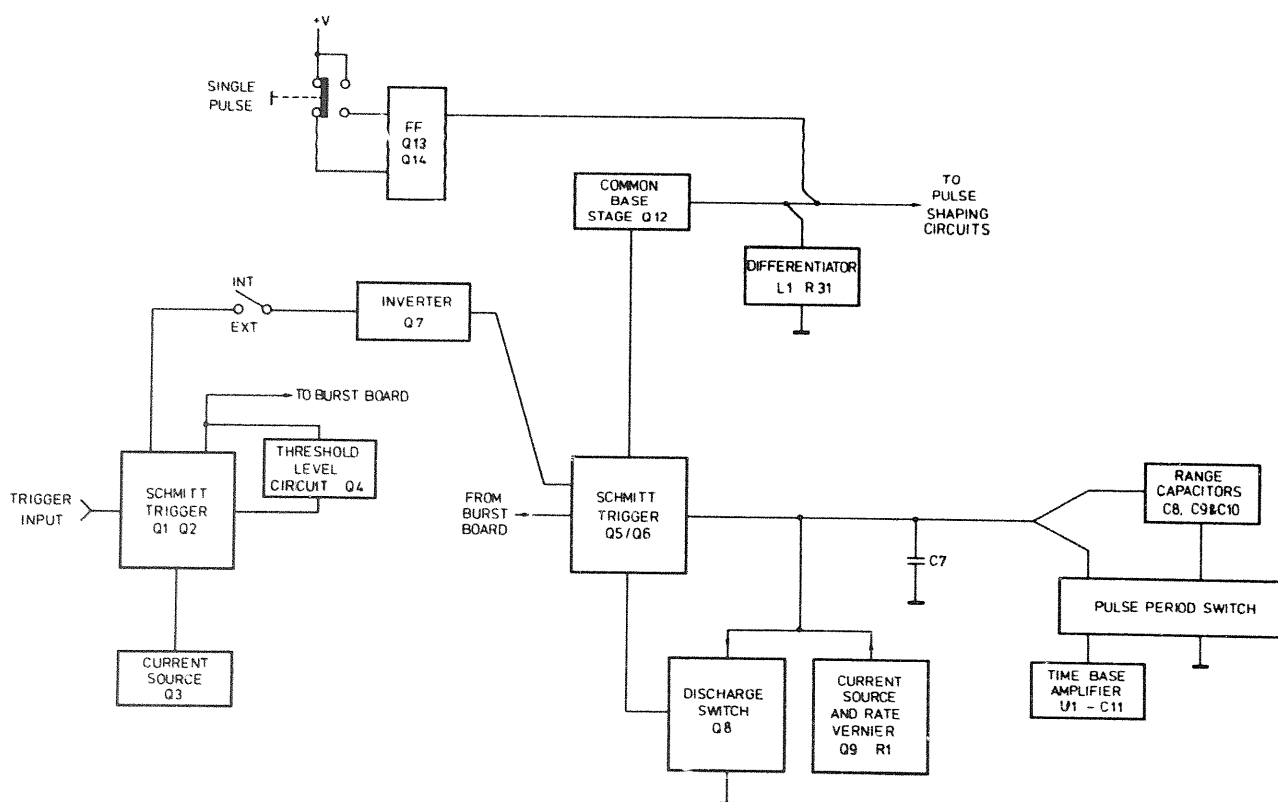 +V
SINGLE
PULSE
FF
Q13
Q14
COMMON
BASE
STAGE Q12
TO
PULSE
SHAPING
CIRCUITS
DIFFERENTIATOR
L1 R31
INT
EXT
INVERTER
Q7
TO BURST BOARD
THRESHOLD
LEVEL
CIRCUIT Q4
TRIGGER
INPUT
SCHMITT
TRIGGER
Q1 Q2
FROM
BURST
BOARD
SCHMITT
TRIGGER
Q5/Q6
RANGE
CAPACITORS
C8, C9&C10
C7
PULSE PERIOD SWITCH
CURRENT
SOURCE
Q3
DISCHARGE
SWITCH
Q8
CURRENT
SOURCE
AND RATE
VERNIER
Q9 R1
TIME BASE
AMPLIFIER
U1 - C11